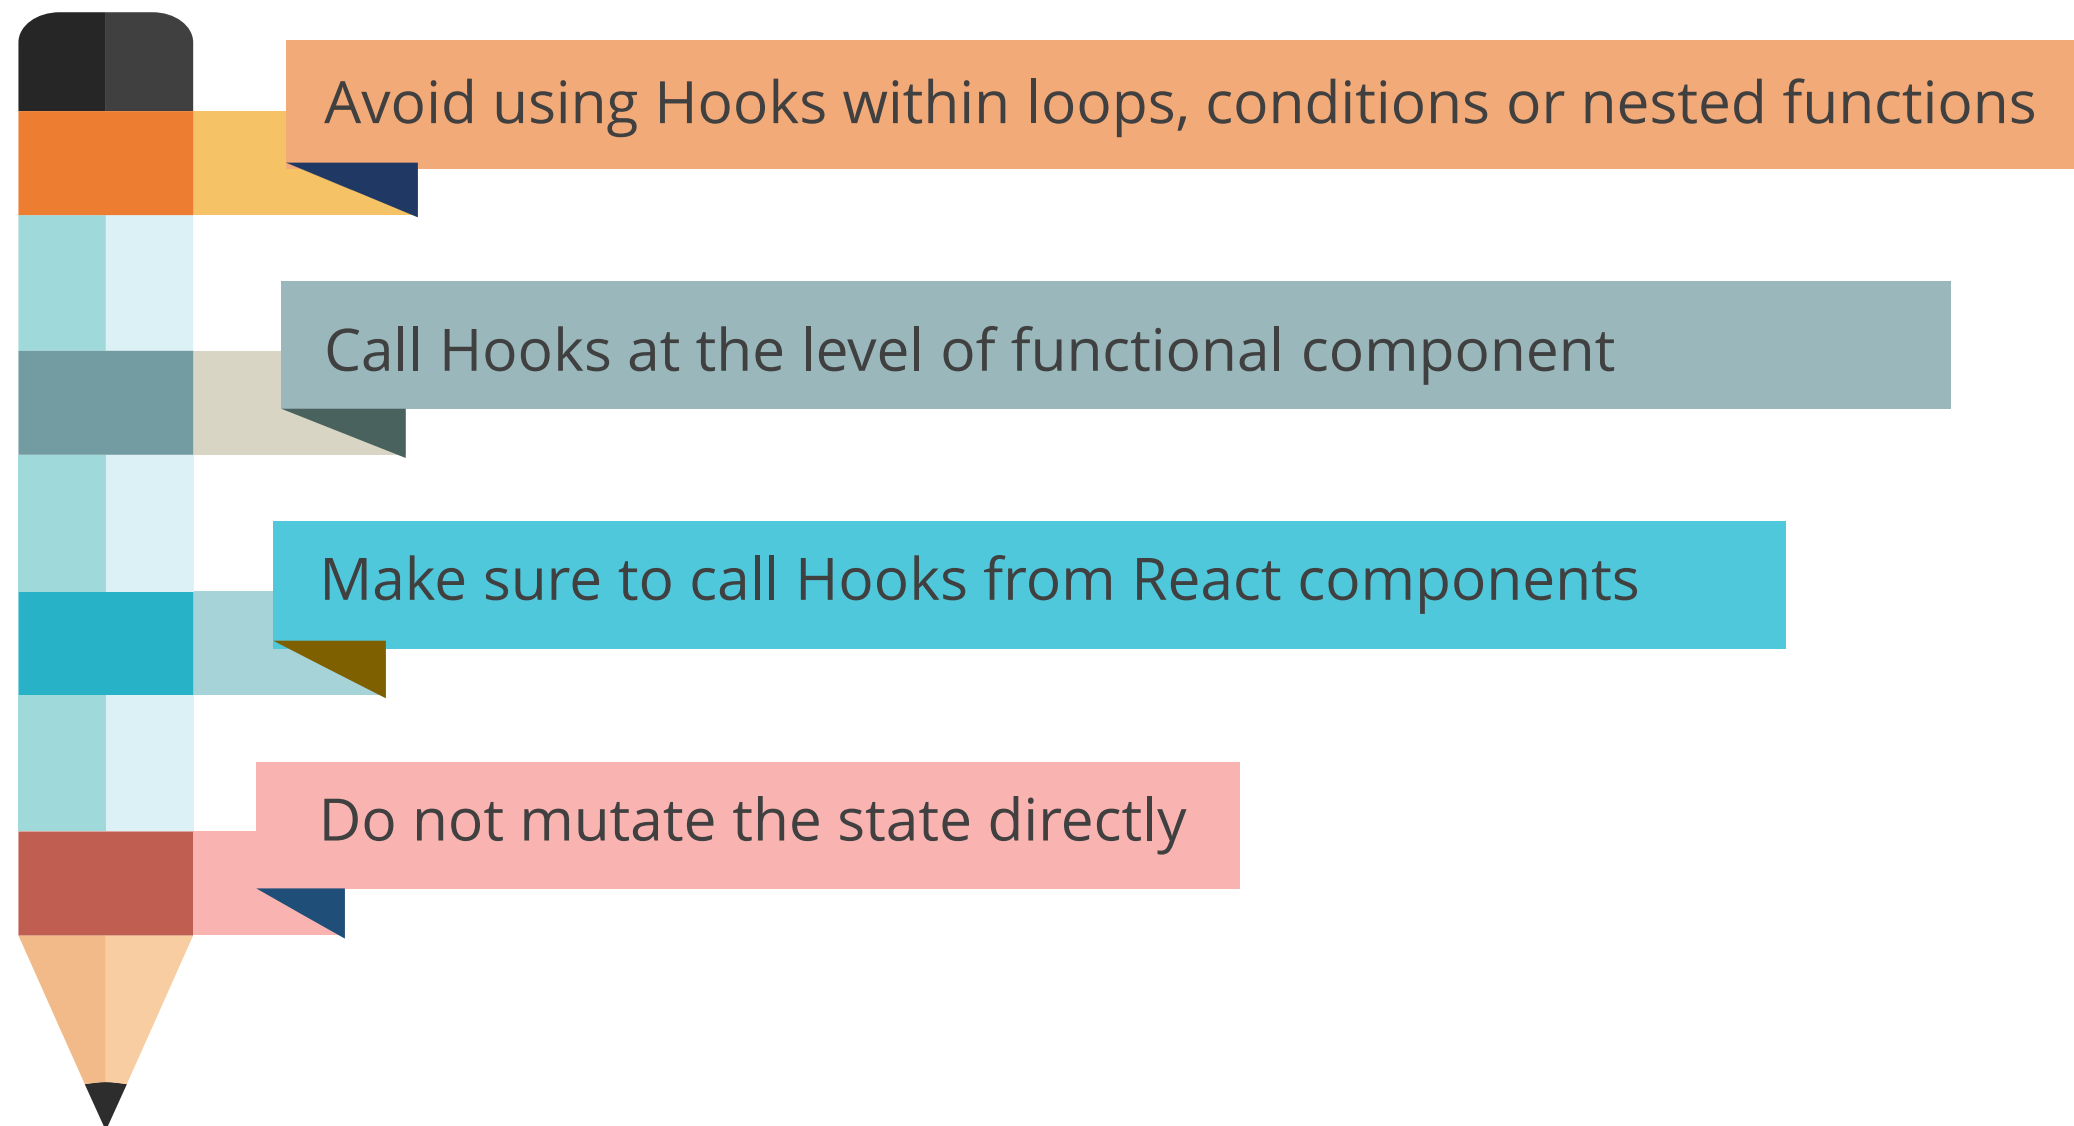 Avoid using Hooks within loops, conditions or nested functions
Call Hooks at the level of functional component
Make sure to call Hooks from React components
Do not mutate the state directly